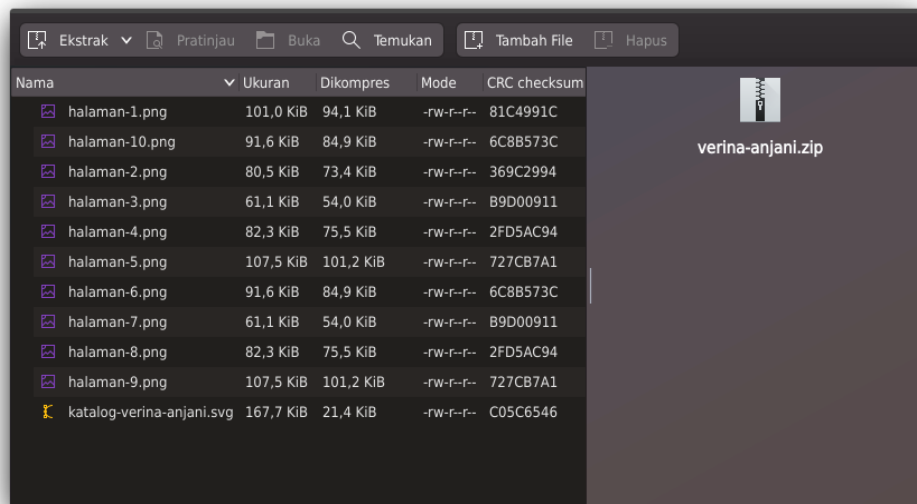 Ekstrak Pratinjau Buka Temukan Tambah File Hapus
Nama Ukuran Dikompres Mode CRC checksum
halaman-1.png 101,0 KiB 94,1 KiB -rw-r--r-- 81C4991C
halaman-10.png 91,6 KiB 84,9 KiB -rw-r--r-- 6C8B573C
halaman-2.png 80,5 KiB 73,4 KiB -rw-r--r-- 369C2994
halaman-3.png 61,1 KiB 54,0 KiB -rw-r--r-- B9D00911
halaman-4.png 82,3 KiB 75,5 KiB -rw-r--r-- 2FD5AC94
halaman-5.png 107,5 KiB 101,2 KiB -rw-r--r-- 727CB7A1
halaman-6.png 91,6 KiB 84,9 KiB -rw-r--r-- 6C8B573C
halaman-7.png 61,1 KiB 54,0 KiB -rw-r--r-- B9D00911
halaman-8.png 82,3 KiB 75,5 KiB -rw-r--r-- 2FD5AC94
halaman-9.png 107,5 KiB 101,2 KiB -rw-r--r-- 727CB7A1
katalog-verina-anjani.svg 167,7 KiB 21,4 KiB -rw-r--r-- C05C6546
verina-anjani.zip